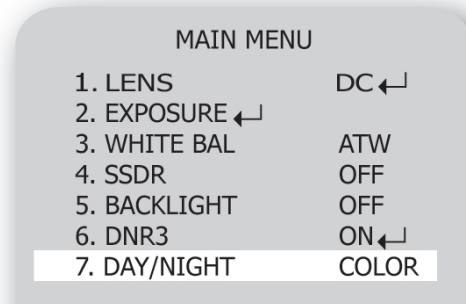 MAIN MENU
1. LENS DC ↵
2. EXPOSURE ↵
3. WHITE BAL ATW
4. SSDR OFF
5. BACKLIGHT OFF
6. DNR3 ON ↵
7. DAY/NIGHT COLOR